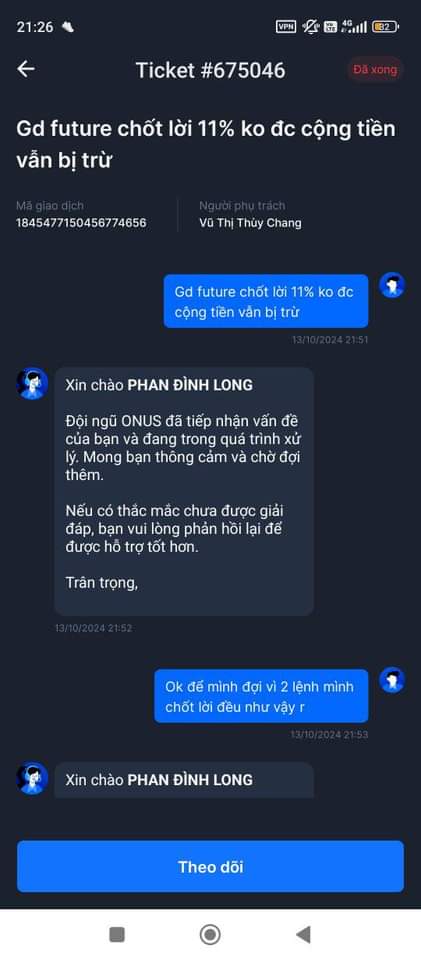 21:26
VPN
Vo
LTE
4G
32
Ticket #675046
Đã xong
Gd future chốt lời 11% ko đc cộng tiền
vẫn bị trừ
Mã giao dịch
1845477150456774656
Người phụ trách
Vũ Thị Thùy Chang
Gd future chốt lời 11% ko đc
cộng tiền vẫn bị trừ
13/10/2024 21:51
Xin chào PHAN ĐÌNH LONG
Đội ngũ ONUS đã tiếp nhận vấn đề
của bạn và đang trong quá trình xử
lý. Mong bạn thông cảm và chờ đợi
thêm.
Nếu có thắc mắc chưa được giải
đáp, bạn vui lòng phản hồi lại để
được hỗ trợ tốt hơn.
Trân trọng,
13/10/2024 21:52
Ok để mình đợi vì 2 lệnh mình
chốt lời đều như vậy r
13/10/2024 21:53
Xin chào PHAN ĐÌNH LONG
Theo dõi